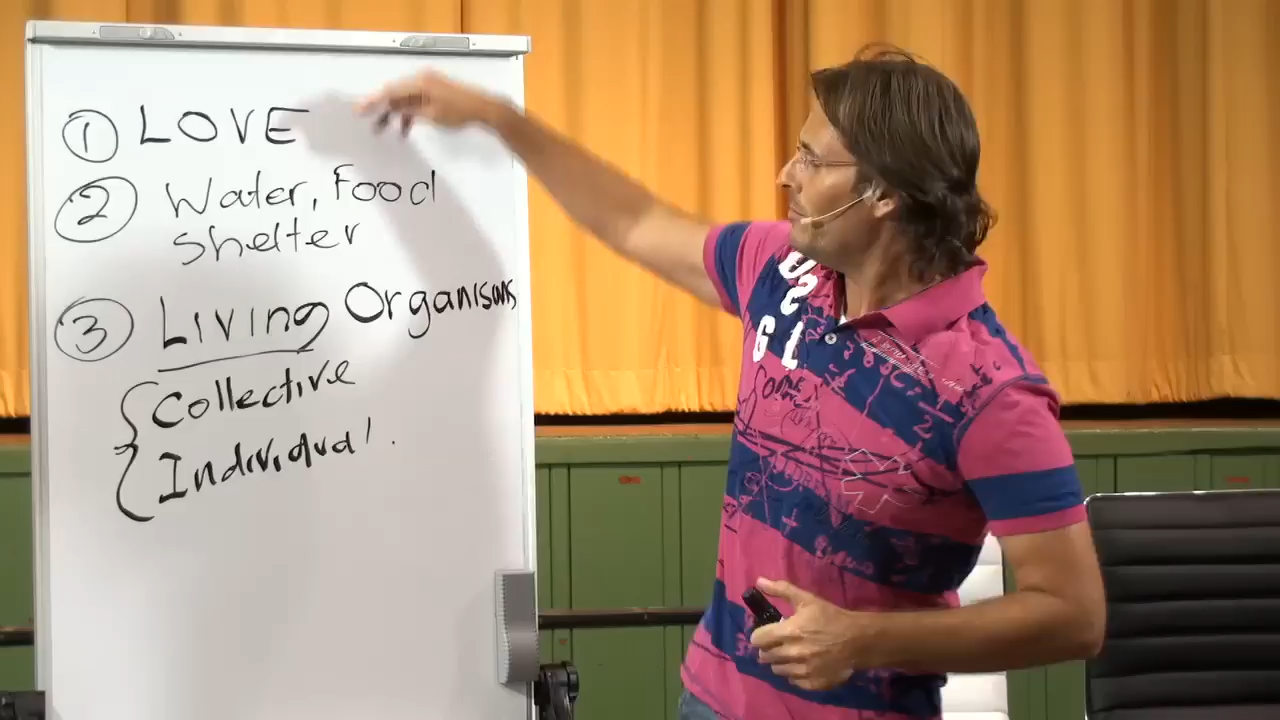 ① LOVE
② Water, Food
Shelter
③ Living Organisms
Collective
Individual.